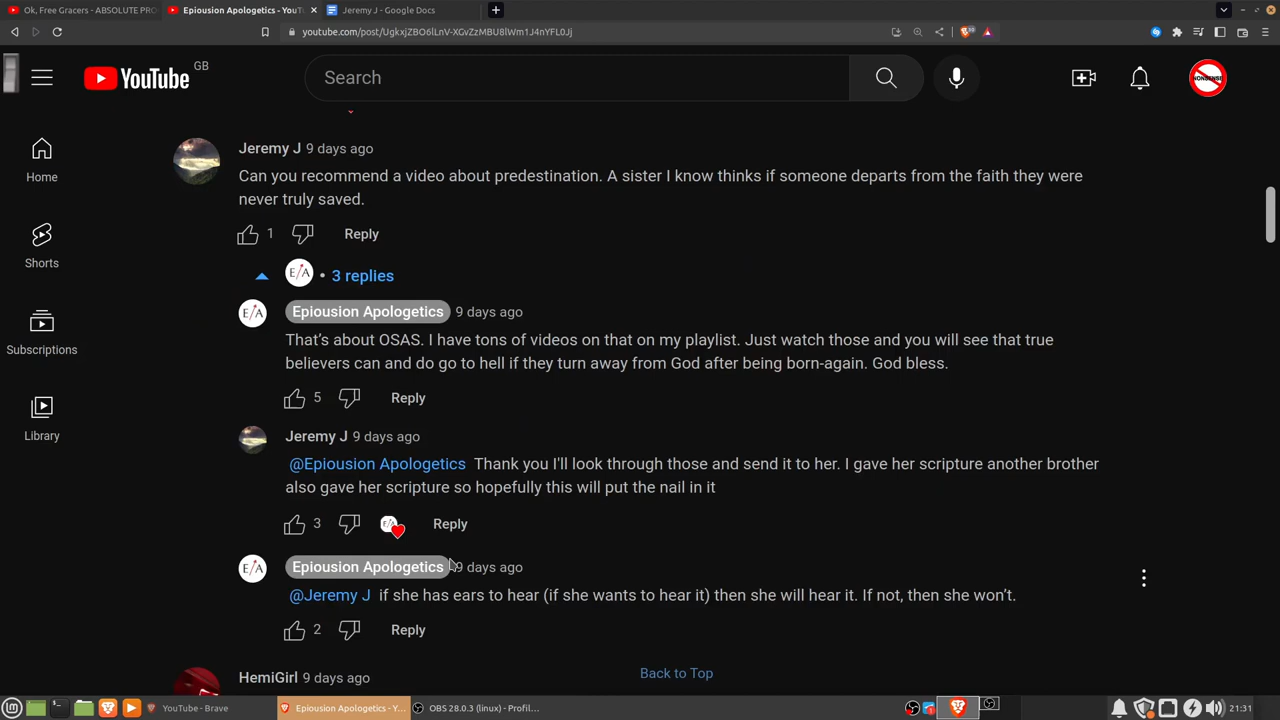 Ok, Free Gracers - ABSOLUTE PRO
Epiousion Apologetics - YouT
Jeremy J - Google Docs
youtube.com/post/UgkxjZBO6lLnV-XGvZzMBU8lWm1J4nYFL0Jj
YouTube GB
Search
NONSENSE
Home
Shorts
Subscriptions
Library
Jeremy J 9 days ago
Can you recommend a video about predestination. A sister I know thinks if someone departs from the faith they were
never truly saved.
1 Reply
E/A • 3 replies
E/A Epiousion Apologetics 9 days ago
That's about OSAS. I have tons of videos on that on my playlist. Just watch those and you will see that true
believers can and do go to hell if they turn away from God after being born-again. God bless.
5 Reply
Jeremy J 9 days ago
@Epiousion Apologetics Thank you I'll look through those and send it to her. I gave her scripture another brother
also gave her scripture so hopefully this will put the nail in it
3 E/A Reply
E/A Epiousion Apologetics 9 days ago
@Jeremy J if she has ears to hear (if she wants to hear it) then she will hear it. If not, then she won't.
2 Reply
HemiGirl 9 days ago
Back to Top
YouTube - Brave
Epiousion Apologetics - Y...
OBS 28.0.3 (linux) - Profil...
21:31